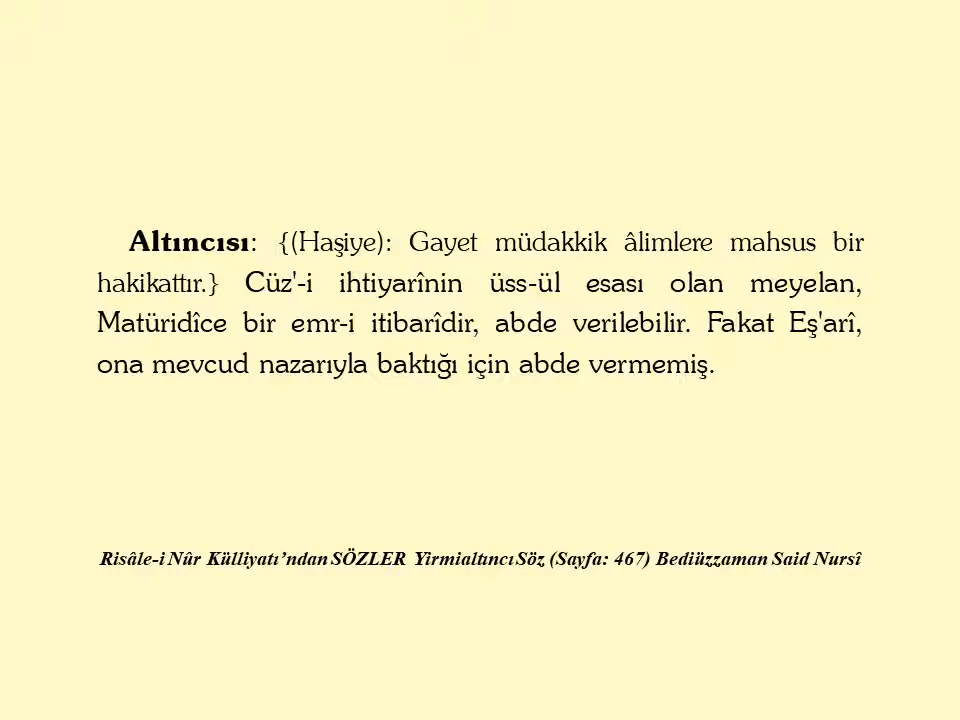 Altıncısı: {(Haşiye): Gayet müdakkik âlimlere mahsus bir
hakikattır.} Cüz'-i ihtiyarînin üss-ül esası olan meyelan,
Matüridîce bir emr-i itibarîdir, abde verilebilir. Fakat Eş'arî,
ona mevcud nazarıyla baktığı için abde vermemiş.
Risâle-i Nûr Külliyatı’ndan SÖZLER Yirmialtıncı Söz (Sayfa: 467) Bediüzzaman Said Nursî